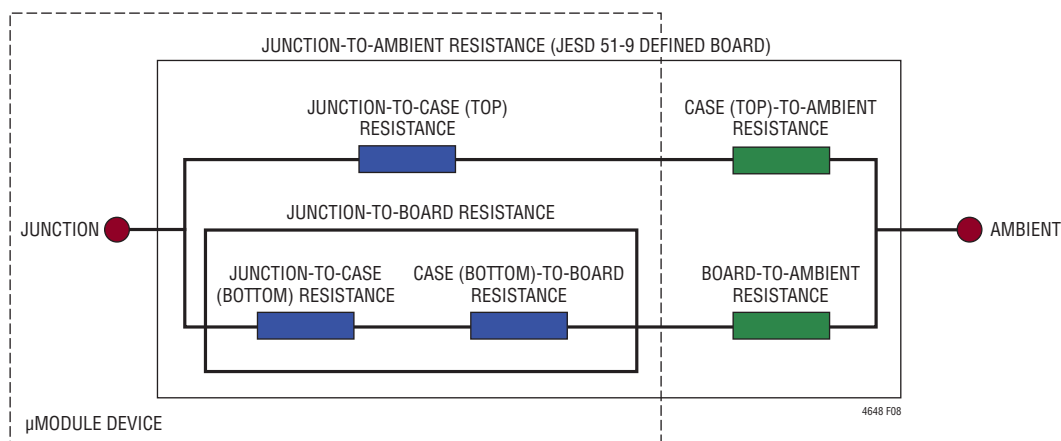 JUNCTION-TO-AMBIENT RESISTANCE (JESD 51-9 DEFINED BOARD)
JUNCTION-TO-CASE (TOP)
RESISTANCE
CASE (TOP)-TO-AMBIENT
RESISTANCE
JUNCTION
JUNCTION-TO-BOARD RESISTANCE
AMBIENT
JUNCTION-TO-CASE
(BOTTOM) RESISTANCE
CASE (BOTTOM)-TO-BOARD
RESISTANCE
BOARD-TO-AMBIENT
RESISTANCE
4648 F08
µMODULE DEVICE